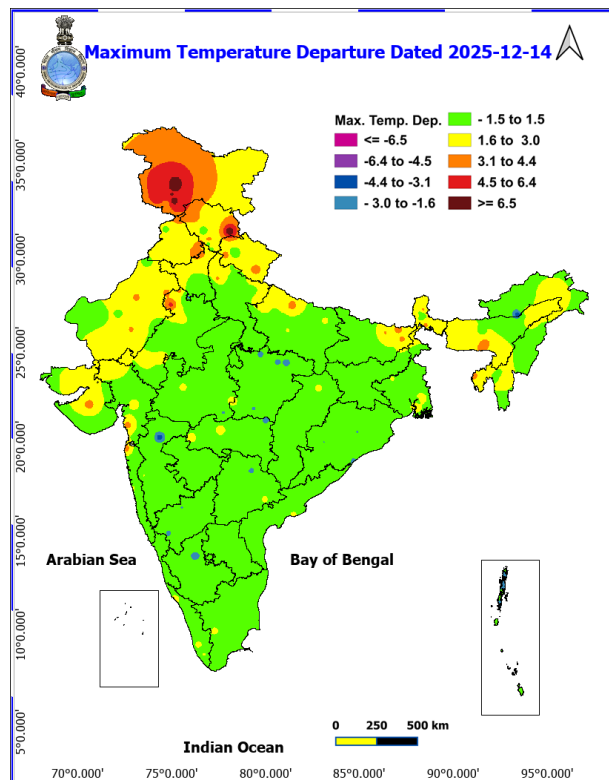 Maximum Temperature Departure Dated 2025-12-14
Max. Temp. Dep.
<= -6.5
-6.4 to -4.5
-4.4 to -3.1
- 3.0 to -1.6
- 1.5 to 1.5
1.6 to 3.0
3.1 to 4.4
4.5 to 6.4
>= 6.5
40°0.000'
35°0.000'
30°0.000'
25°0.000'
20°0.000'
15°0.000'
10°0.000'
5°0.000'
Arabian Sea
Bay of Bengal
0 250 500 km
Indian Ocean
70°0.000' 75°0.000' 80°0.000' 85°0.000' 90°0.000' 95°0.000'